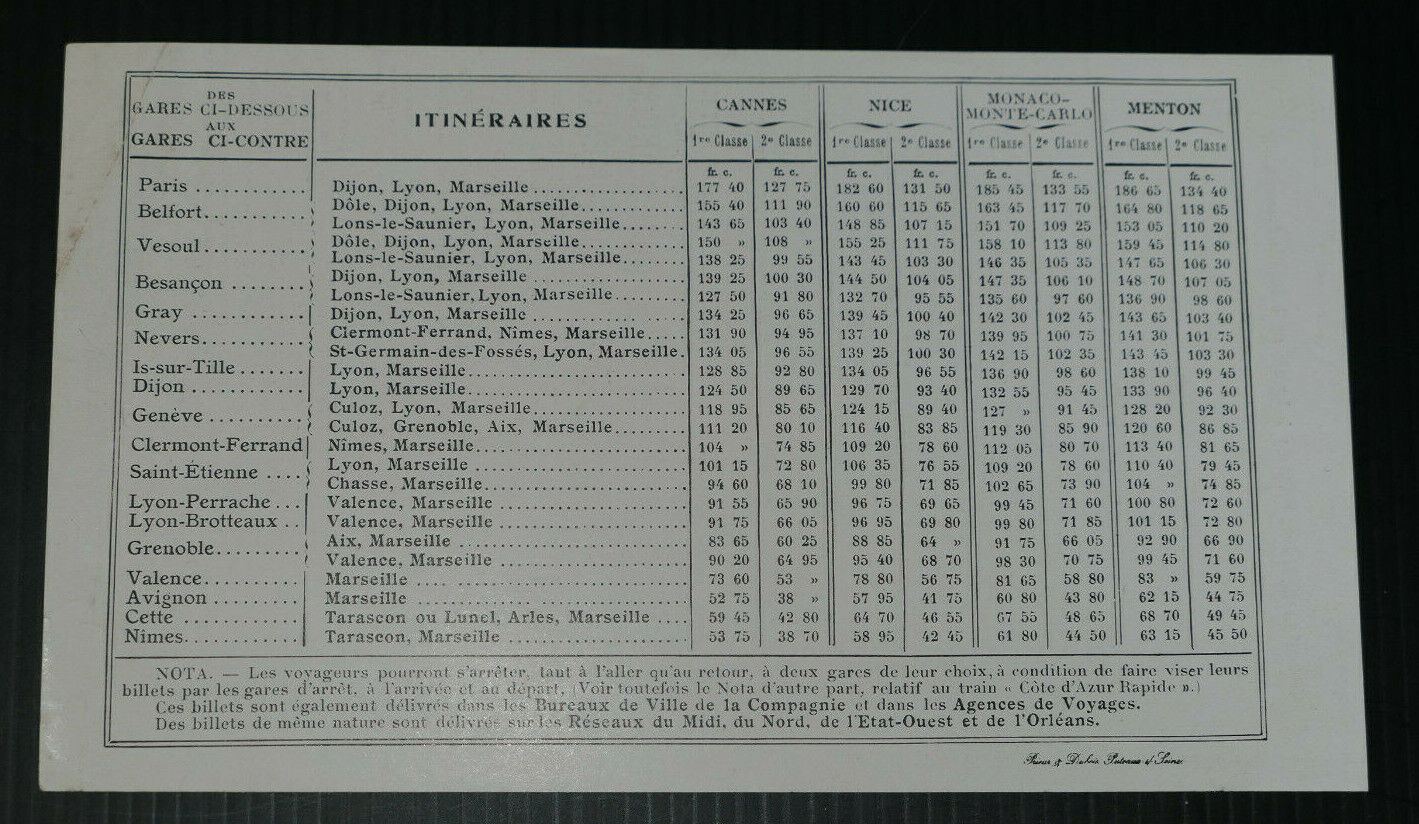 DES
GARES CI-DESSOUS
AUX
GARES CI-CONTRE
ITINÉRAIRES
CANNES NICE MONACO-MONTE-CARLO MENTON
1re Classe 2e Classe 1re Classe 2e Classe 1re Classe 2e Classe 1re Classe 2e Classe
fr. c. fr. c. fr. c. fr. c. fr. c. fr. c. fr. c. fr. c.
Paris ........... Dijon, Lyon, Marseille ................ 177 40 127 75 182 60 131 50 185 45 133 55 186 65 134 40
Belfort........... Dôle, Dijon, Lyon, Marseille............. 155 40 111 90 160 60 115 65 163 45 117 70 164 80 118 65
Lons-le-Saunier, Lyon, Marseille........ 143 65 103 40 148 85 107 15 151 70 109 25 153 05 110 20
Vesoul........... Dôle, Dijon, Lyon, Marseille............. 150 » 108 » 155 25 111 75 158 10 113 80 159 45 114 80
Lons-le-Saunier, Lyon, Marseille........ 138 25 99 55 143 45 103 30 146 35 105 35 147 65 106 30
Besançon ........ Dijon, Lyon, Marseille ................ 139 25 100 30 144 50 104 05 147 35 106 10 148 70 107 05
Lons-le-Saunier, Lyon, Marseille ......... 127 50 91 80 132 70 95 55 135 60 97 60 136 90 98 60
Gray ............ Dijon, Lyon, Marseille ................ 134 25 96 65 139 45 100 40 142 30 102 45 143 65 103 40
Nevers........... Clermont-Ferrand, Nîmes, Marseille..... 131 90 94 95 137 10 98 70 139 95 100 75 141 30 101 75
St-Germain-des-Fossés, Lyon, Marseille. 134 05 96 55 139 25 100 30 142 15 102 35 143 45 103 30
Is-sur-Tille ....... Lyon, Marseille ....................... 128 85 92 80 134 05 96 55 136 90 98 60 138 10 99 45
Dijon ............ Lyon, Marseille ....................... 124 50 89 65 129 70 93 40 132 55 95 45 133 90 96 40
Genève .......... Culoz, Lyon, Marseille ................ 118 95 85 65 124 15 89 40 127 » 91 45 128 20 92 30
Culoz, Grenoble, Aix, Marseille......... 111 20 80 10 116 40 83 85 119 30 85 90 120 60 86 85
Clermont-Ferrand Nîmes, Marseille....................... 104 » 74 85 109 20 78 60 112 05 80 70 113 40 81 65
Saint-Étienne .... Lyon, Marseille ....................... 101 15 72 80 106 35 76 55 109 20 78 60 110 40 79 45
Chasse, Marseille....................... 94 60 68 10 99 80 71 85 102 65 73 90 104 » 74 85
Lyon-Perrache ... Valence, Marseille ..................... 91 55 65 90 96 75 69 65 99 45 71 60 100 80 72 60
Lyon-Brotteaux .. Valence, Marseille ..................... 91 75 66 05 96 95 69 80 99 80 71 85 101 15 72 80
Grenoble......... Aix, Marseille ......................... 83 65 60 25 88 85 64 » 91 75 66 05 92 90 66 90
Valence, Marseille ..................... 90 20 64 95 95 40 68 70 98 30 70 75 99 45 71 60
Valence.......... Marseille .... ....................... 73 60 53 » 78 80 56 75 81 65 58 80 83 » 59 75
Avignon ......... Marseille ............................ 52 75 38 » 57 95 41 75 60 80 43 80 62 15 44 75
Cette ............ Tarascon ou Lunel, Arles, Marseille .... 59 45 42 80 64 70 46 55 67 55 48 65 68 70 49 45
Nimes............ Tarascon, Marseille ................... 53 75 38 70 58 95 42 45 61 80 44 50 63 15 45 50
NOTA. — Les voyageurs pourront s'arrêter, tant à l'aller qu'au retour, à deux gares de leur choix, à condition de faire viser leurs
billets par les gares d'arrêt, à l'arrivée et au départ, (Voir toutefois le Nota d'autre part, relatif au train « Côte d'Azur Rapide ».)
Ces billets sont également délivrés dans les Bureaux de Ville de la Compagnie et dans les Agences de Voyages.
Des billets de même nature sont délivrés sur les Réseaux du Midi, du Nord, de l'Etat-Ouest et de l'Orléans.
Prieur & Dubois, Puteaux s/ Seine.